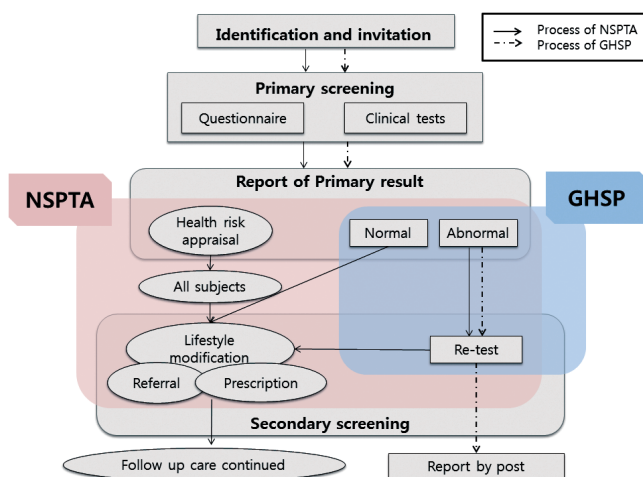 Identification and invitation
Process of NSPTA
Process of GHSP
Primary screening
Questionnaire
Clinical tests
Report of Primary result
NSPTA
GHSP
Health risk
appraisal
Normal
Abnormal
All subjects
Lifestyle
modification
Re-test
Referral
Prescription
Secondary screening
Follow up care continued
Report by post